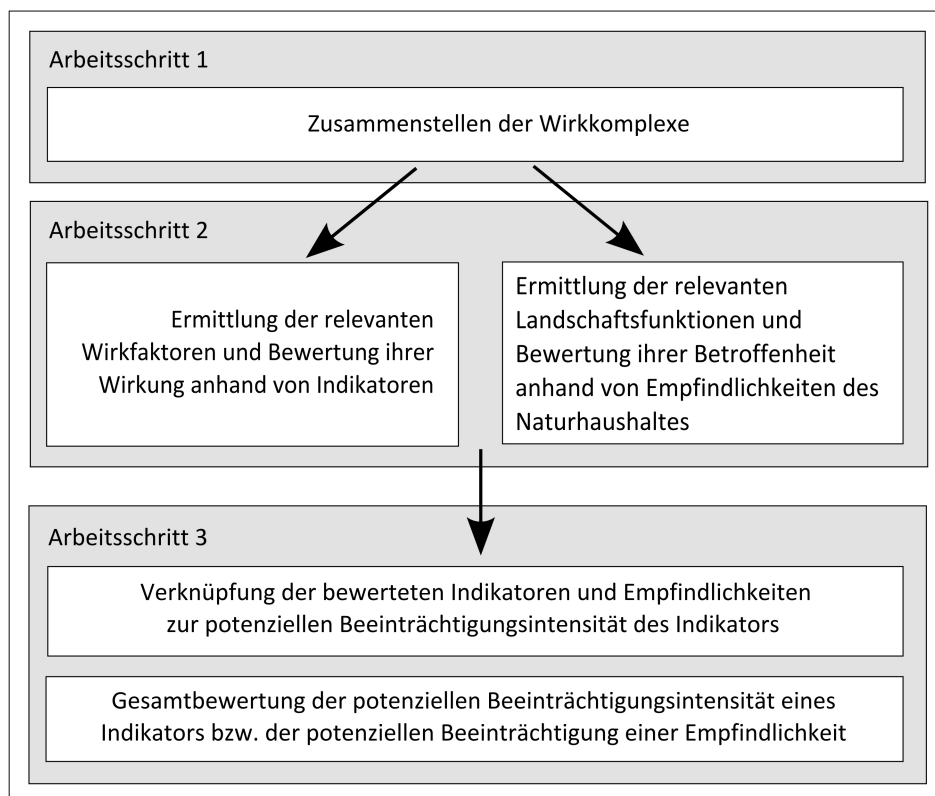 Arbeitsschritt 1
Zusammenstellen der Wirkkomplexe
Arbeitsschritt 2
Ermittlung der relevanten
Wirkfaktoren und Bewertung ihrer
Wirkung anhand von Indikatoren
Ermittlung der relevanten
Landschaftsfunktionen und
Bewertung ihrer Betroffenheit
anhand von Empfindlichkeiten des
Naturhaushaltes
Arbeitsschritt 3
Verknüpfung der bewerteten Indikatoren und Empfindlichkeiten
zur potenziellen Beeinträchtigungsintensität des Indikators
Gesamtbewertung der potenziellen Beeinträchtigungsintensität eines
Indikators bzw. der potenziellen Beeinträchtigung einer Empfindlichkeit